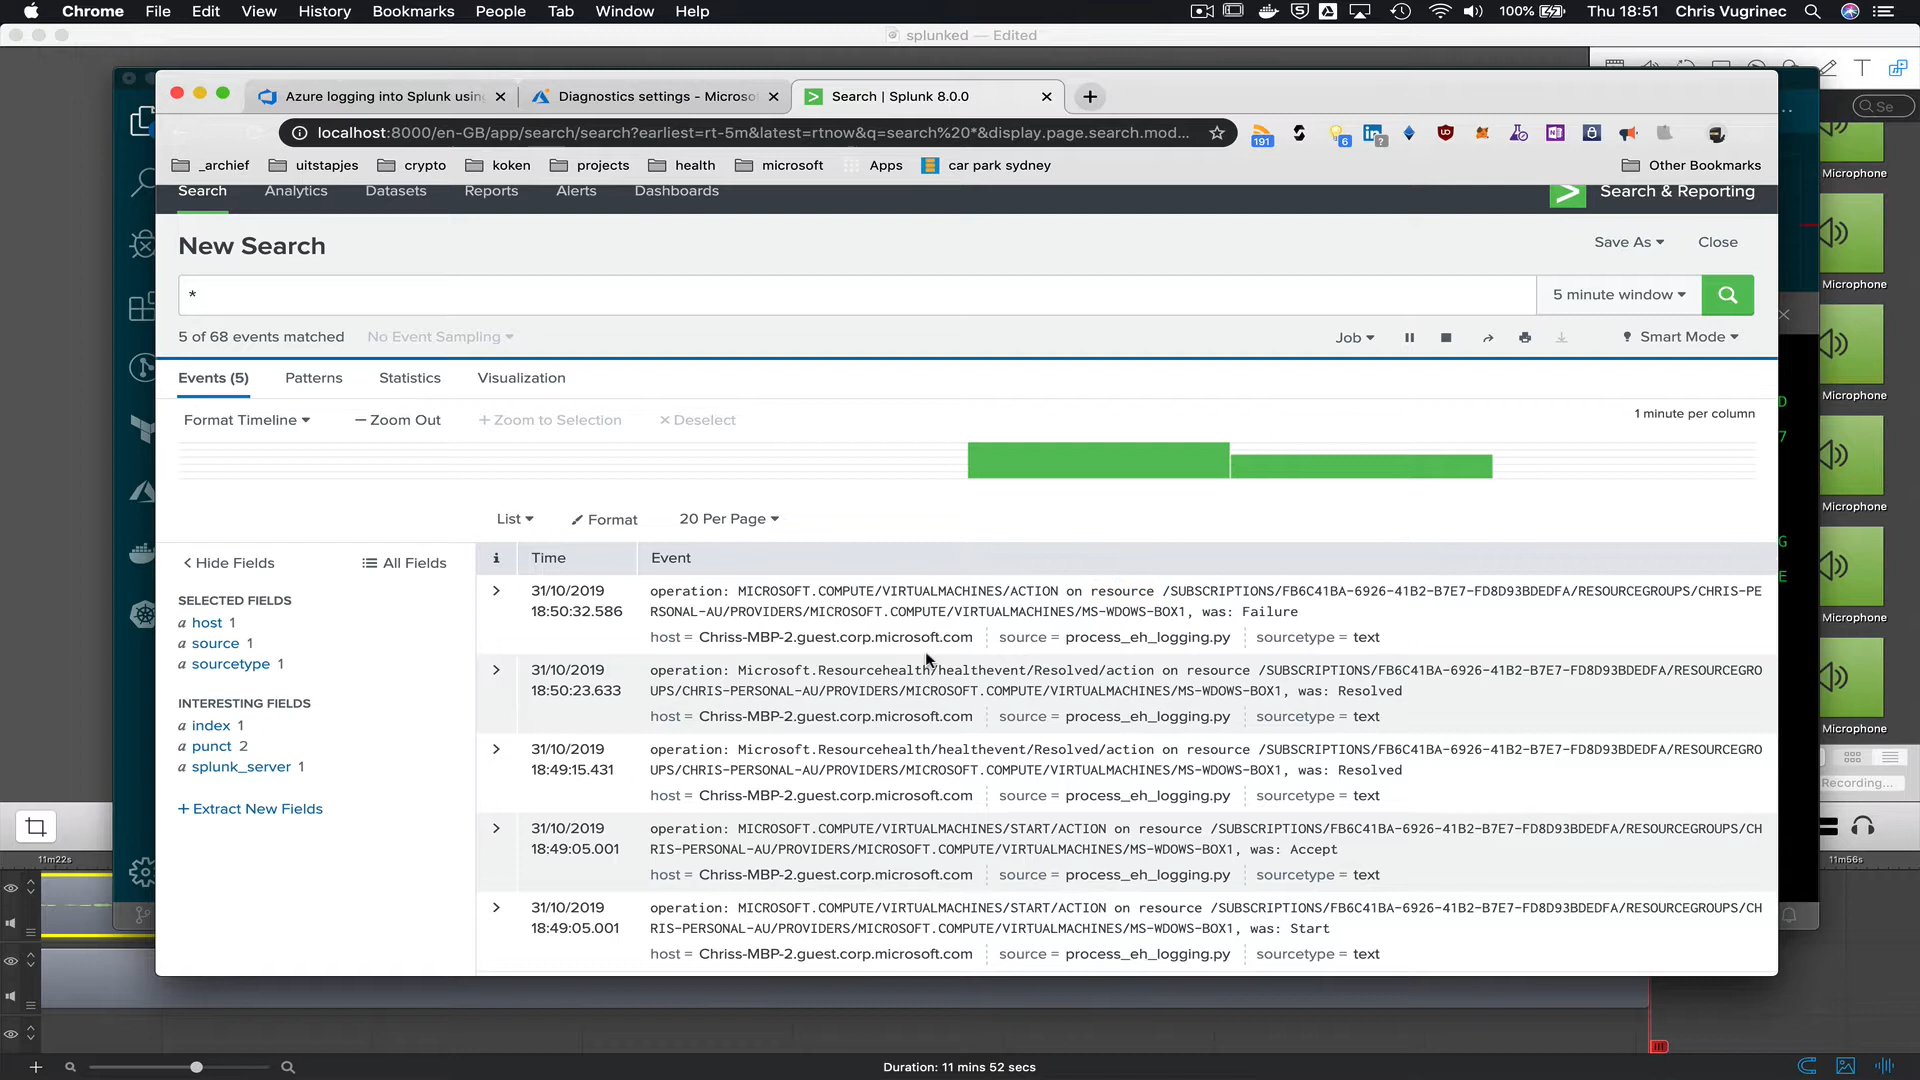 Chrome File Edit View History Bookmarks People Tab Window Help
100% Thu 18:51 Chris Vugrinec
splunked — Edited
Azure logging into Splunk using
Diagnostics settings - Microso
Search | Splunk 8.0.0
localhost:8000/en-GB/app/search/search?earliest=rt-5m&latest=rtnow&q=search%20*&display.page.search.mod...
191
6
?
_archief uitstapjes crypto koken projects health microsoft Apps car park sydney Other Bookmarks
Search Analytics Datasets Reports Alerts Dashboards Search & Reporting
New Search
Save As Close
*
5 minute window
5 of 68 events matched No Event Sampling Job Smart Mode
Events (5) Patterns Statistics Visualization
Format Timeline — Zoom Out + Zoom to Selection × Deselect 1 minute per column
List Format 20 Per Page
< Hide Fields All Fields
SELECTED FIELDS
a host 1
a source 1
a sourcetype 1
INTERESTING FIELDS
a index 1
a punct 2
a splunk_server 1
+ Extract New Fields
i Time Event
> 31/10/2019
18:50:32.586
operation: MICROSOFT.COMPUTE/VIRTUALMACHINES/ACTION on resource /SUBSCRIPTIONS/FB6C41BA-6926-41B2-B7E7-FD8D93BDEDFA/RESOURCEGROUPS/CHRIS-PE
RSONAL-AU/PROVIDERS/MICROSOFT.COMPUTE/VIRTUALMACHINES/MS-WDOWS-BOX1, was: Failure
host = Chriss-MBP-2.guest.corp.microsoft.com source = process_eh_logging.py sourcetype = text
> 31/10/2019
18:50:23.633
operation: Microsoft.Resourcehealth/healthevent/Resolved/action on resource /SUBSCRIPTIONS/FB6C41BA-6926-41B2-B7E7-FD8D93BDEDFA/RESOURCEGRO
UPS/CHRIS-PERSONAL-AU/PROVIDERS/MICROSOFT.COMPUTE/VIRTUALMACHINES/MS-WDOWS-BOX1, was: Resolved
host = Chriss-MBP-2.guest.corp.microsoft.com source = process_eh_logging.py sourcetype = text
> 31/10/2019
18:49:15.431
operation: Microsoft.Resourcehealth/healthevent/Resolved/action on resource /SUBSCRIPTIONS/FB6C41BA-6926-41B2-B7E7-FD8D93BDEDFA/RESOURCEGRO
UPS/CHRIS-PERSONAL-AU/PROVIDERS/MICROSOFT.COMPUTE/VIRTUALMACHINES/MS-WDOWS-BOX1, was: Resolved
host = Chriss-MBP-2.guest.corp.microsoft.com source = process_eh_logging.py sourcetype = text
> 31/10/2019
18:49:05.001
operation: MICROSOFT.COMPUTE/VIRTUALMACHINES/START/ACTION on resource /SUBSCRIPTIONS/FB6C41BA-6926-41B2-B7E7-FD8D93BDEDFA/RESOURCEGROUPS/CH
RIS-PERSONAL-AU/PROVIDERS/MICROSOFT.COMPUTE/VIRTUALMACHINES/MS-WDOWS-BOX1, was: Accept
host = Chriss-MBP-2.guest.corp.microsoft.com source = process_eh_logging.py sourcetype = text
> 31/10/2019
18:49:05.001
operation: MICROSOFT.COMPUTE/VIRTUALMACHINES/START/ACTION on resource /SUBSCRIPTIONS/FB6C41BA-6926-41B2-B7E7-FD8D93BDEDFA/RESOURCEGROUPS/CH
RIS-PERSONAL-AU/PROVIDERS/MICROSOFT.COMPUTE/VIRTUALMACHINES/MS-WDOWS-BOX1, was: Start
host = Chriss-MBP-2.guest.corp.microsoft.com source = process_eh_logging.py sourcetype = text
Se
Microphone
Microphone
Microphone
Microphone
Microphone
Microphone
D
7
G
E
Recording...
11m22s
11m56s
Duration: 11 mins 52 secs